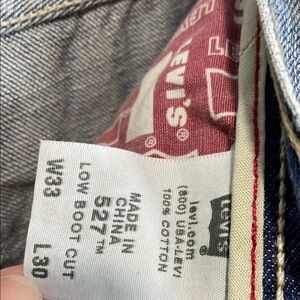 LEVI'S®
Levi's
levi.com
(800) USA-LEVI
100% COTTON
MADE IN
CHINA
527™
LOW BOOT CUT
W33 L30